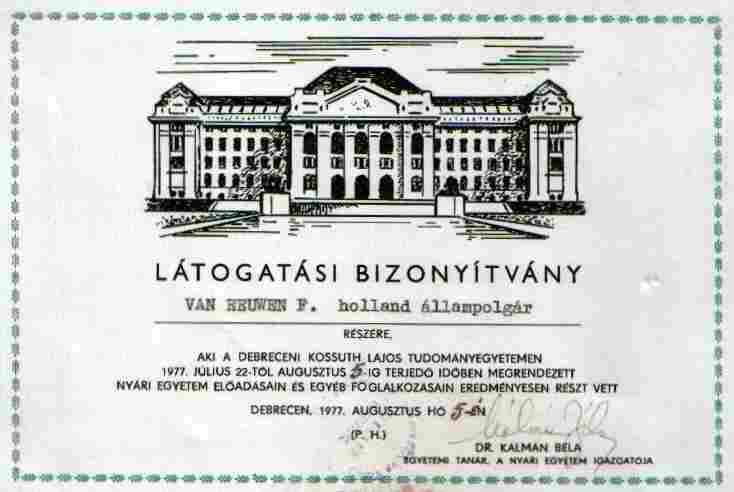 LÁTOGATÁSI BIZONYÍTVÁNY
VAN REUWEN F. holland állampolgár
RÉSZÉRE,
AKI A DEBRECENI KOSSUTH LAJOS TUDOMÁNYEGYETEMEN
1977. JÚLIUS 22-TŐL AUGUSZTUS 5-IG TERJEDŐ IDŐBEN MEGRENDEZETT
NYÁRI EGYETEM ELŐADÁSAIN ÉS EGYÉB FOGLALKOZÁSAIN EREDMÉNYESEN RÉSZT VETT
DEBRECEN, 1977. AUGUSZTUS HÓ 5-ÉN
(P. H.)
DR. KÁLMÁN BÉLA
EGYETEMI TANÁR, A NYÁRI EGYETEM IGAZGATÓJA